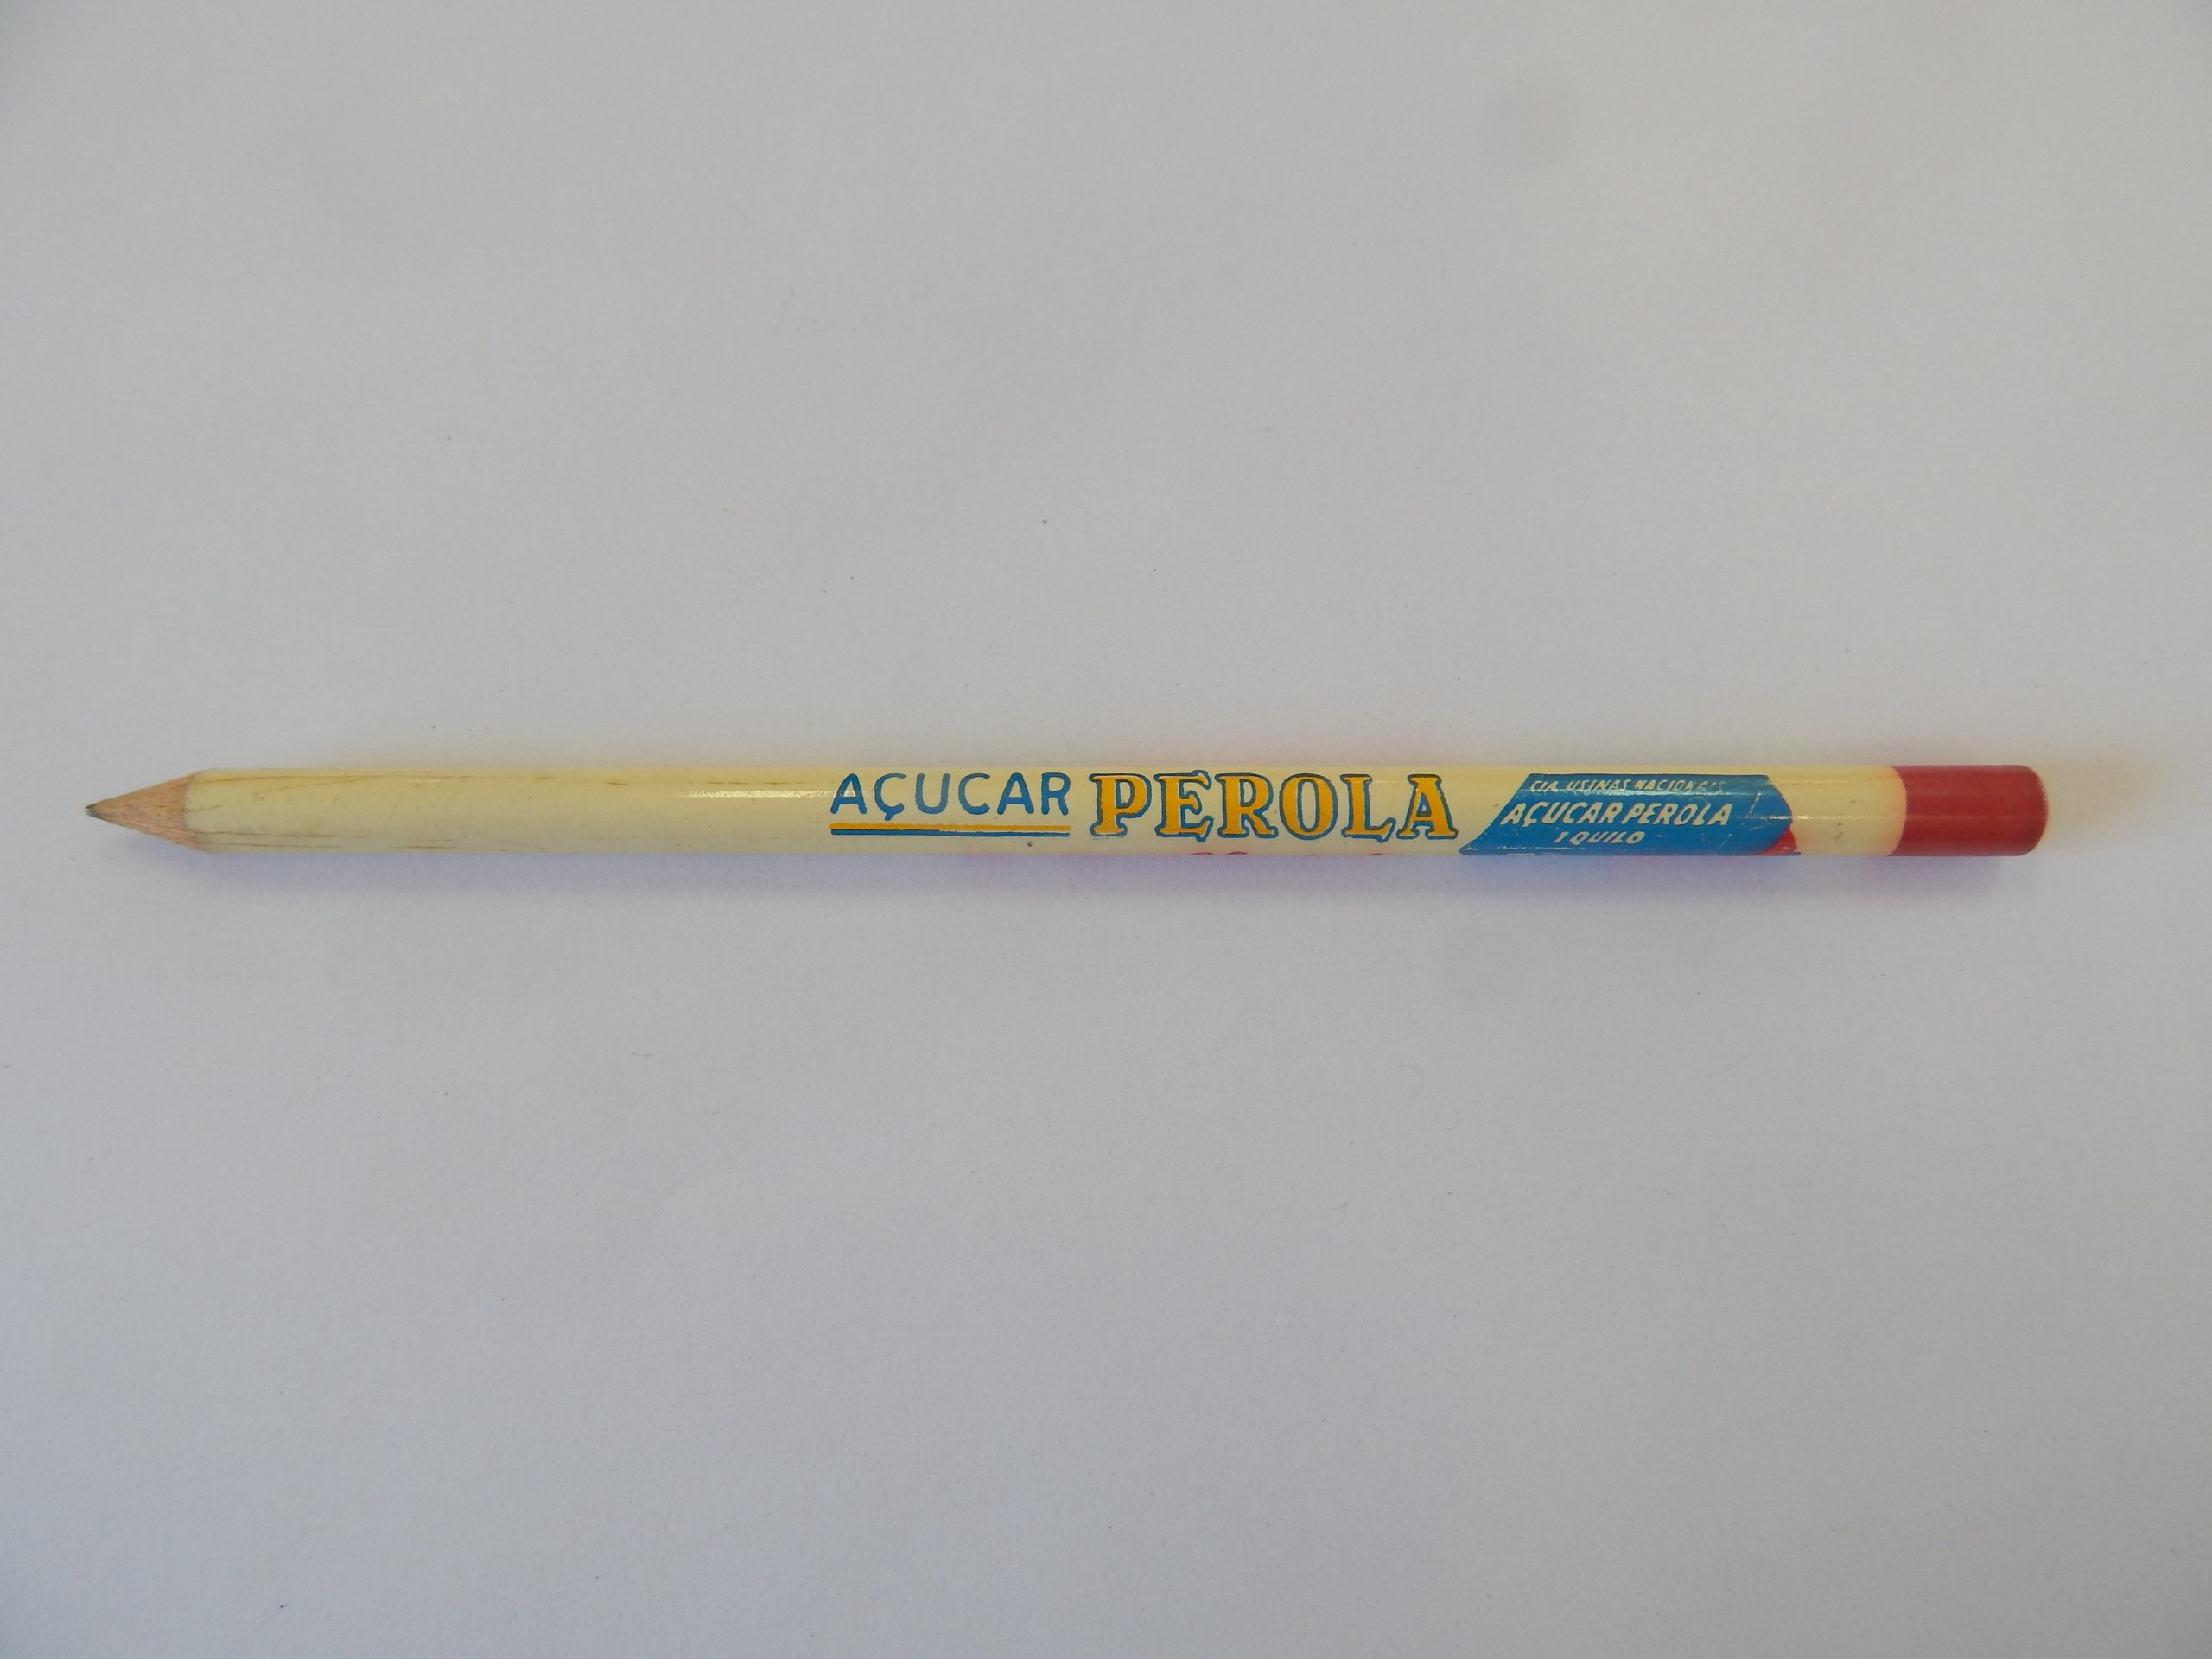 AÇUCAR PEROLA
CIA. USINAS NACIONAIS
AÇUCAR PEROLA
1 QUILO